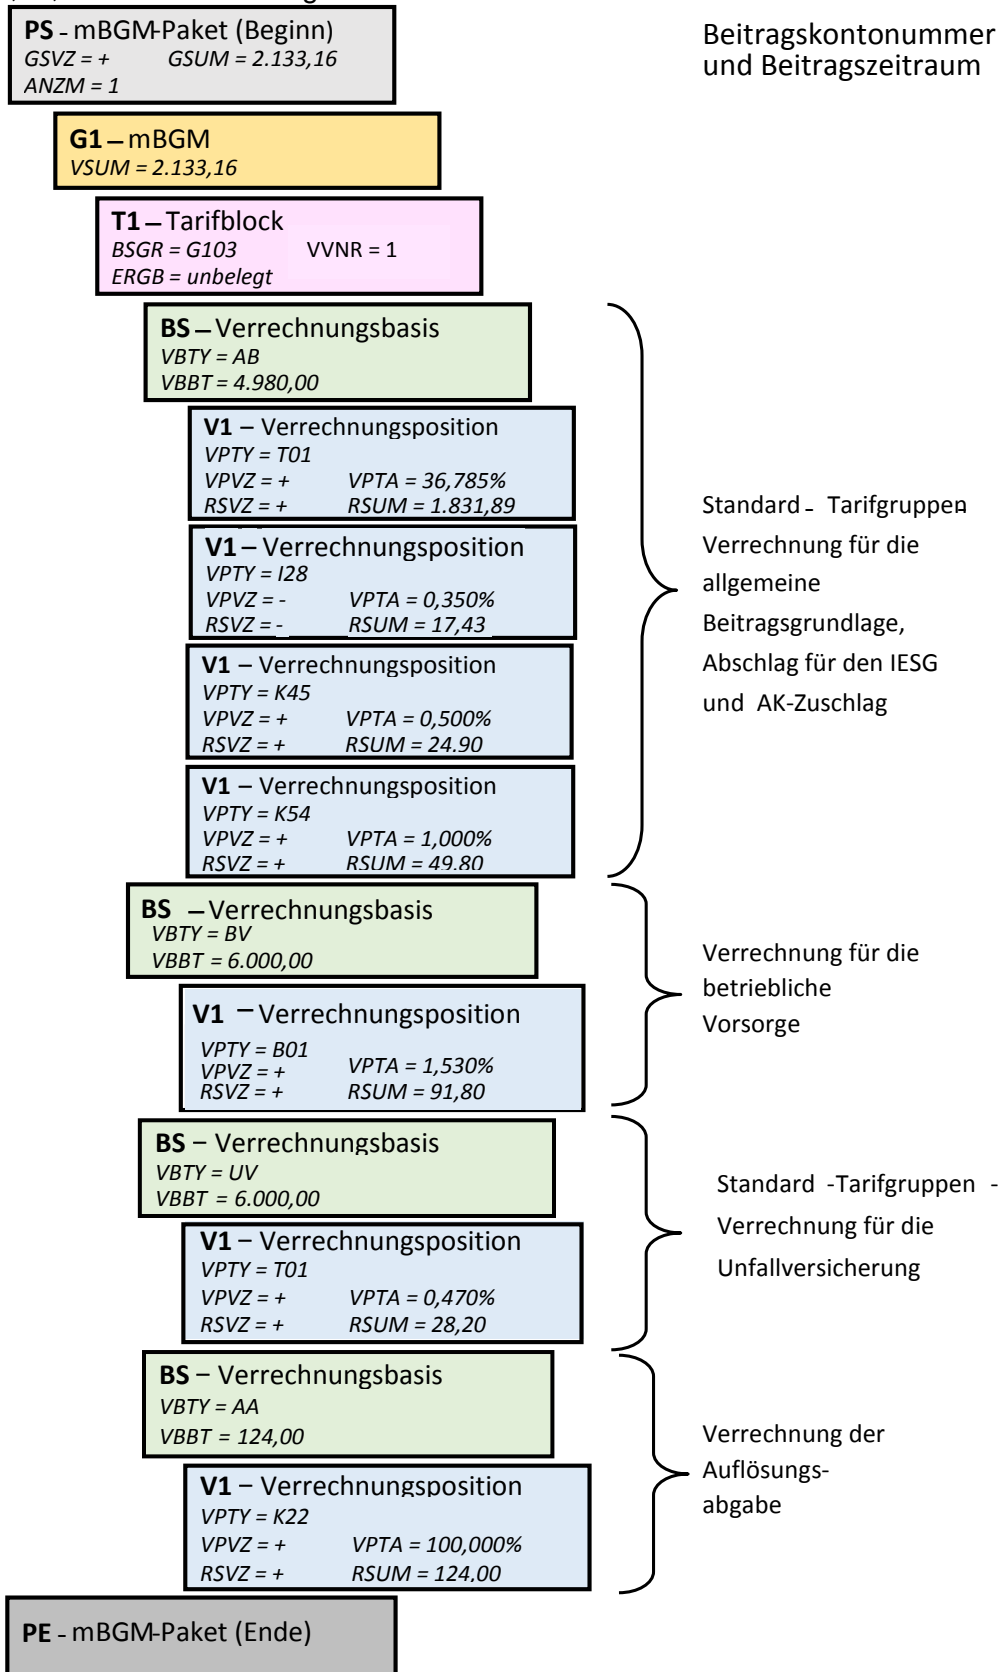 PS - mBGM-Paket (Beginn)
GSVZ = + GSUM = 2.133,16
ANZM = 1
Beitragskontonummer
und Beitragszeitraum
G1 – mBGM
VSUM = 2.133,16
T1 – Tarifblock
BSGR = G103 VVNR = 1
ERGB = unbelegt
BS – Verrechnungsbasis
VBTY = AB
VBBT = 4.980,00
V1 – Verrechnungsposition
VPTY = T01
VPVZ = + VPTA = 36,785%
RSVZ = + RSUM = 1.831,89
V1 – Verrechnungsposition
VPTY = I28
VPVZ = - VPTA = 0,350%
RSVZ = - RSUM = 17,43
V1 – Verrechnungsposition
VPTY = K45
VPVZ = + VPTA = 0,500%
RSVZ = + RSUM = 24,90
V1 – Verrechnungsposition
VPTY = K54
VPVZ = + VPTA = 1,000%
RSVZ = + RSUM = 49,80
Standard - Tarifgruppen-
Verrechnung für die
allgemeine
Beitragsgrundlage,
Abschlag für den IESG
und AK-Zuschlag
BS – Verrechnungsbasis
VBTY = BV
VBBT = 6.000,00
V1 – Verrechnungsposition
VPTY = B01
VPVZ = + VPTA = 1,530%
RSVZ = + RSUM = 91,80
Verrechnung für die
betriebliche
Vorsorge
BS – Verrechnungsbasis
VBTY = UV
VBBT = 6.000,00
V1 – Verrechnungsposition
VPTY = T01
VPVZ = + VPTA = 0,470%
RSVZ = + RSUM = 28,20
Standard -Tarifgruppen -
Verrechnung für die
Unfallversicherung
BS – Verrechnungsbasis
VBTY = AA
VBBT = 124,00
V1 – Verrechnungsposition
VPTY = K22
VPVZ = + VPTA = 100,000%
RSVZ = + RSUM = 124,00
Verrechnung der
Auflösungs-
abgabe
PE - mBGM-Paket (Ende)